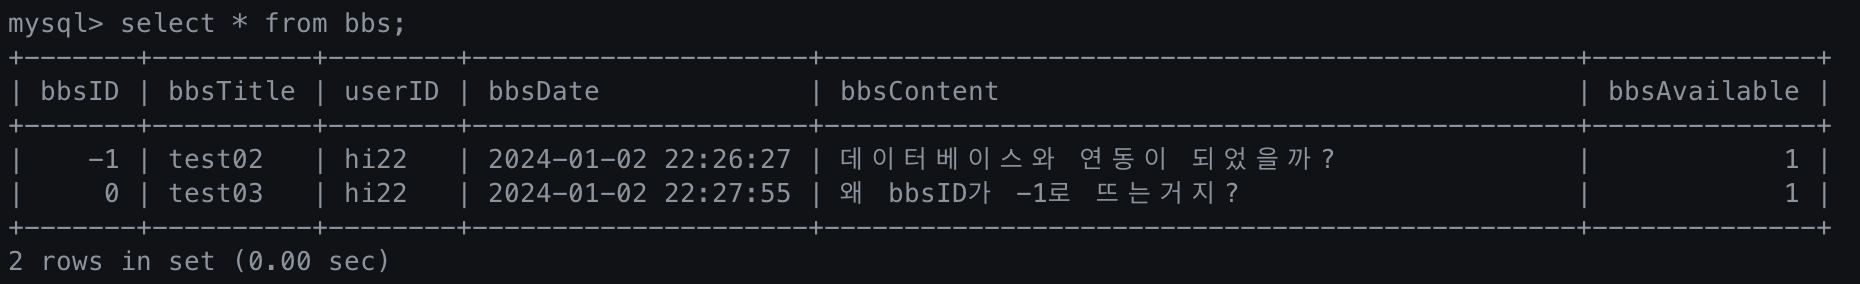 mysql> select * from bbs;
+-------+----------+--------+---------------------+-----------------------------------------------+--------------+
| bbsID | bbsTitle | userID | bbsDate             | bbsContent                                    | bbsAvailable |
+-------+----------+--------+---------------------+-----------------------------------------------+--------------+
|    -1 | test02   | hi22   | 2024-01-02 22:26:27 | 데이터베이스와 연동이 되었을까?               |            1 |
|     0 | test03   | hi22   | 2024-01-02 22:27:55 | 왜 bbsID가 -1로 뜨는거지?                     |            1 |
+-------+----------+--------+---------------------+-----------------------------------------------+--------------+
2 rows in set (0.00 sec)